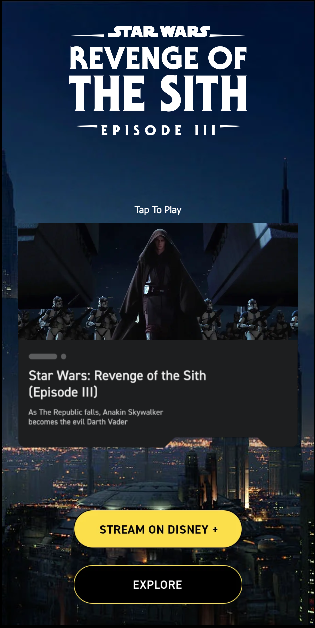 STAR WARS
REVENGE OF
THE SITH
EPISODE III
Tap To Play
Star Wars: Revenge of the Sith
(Episode III)
As The Republic falls, Anakin Skywalker
becomes the evil Darth Vader
STREAM ON DISNEY +
EXPLORE